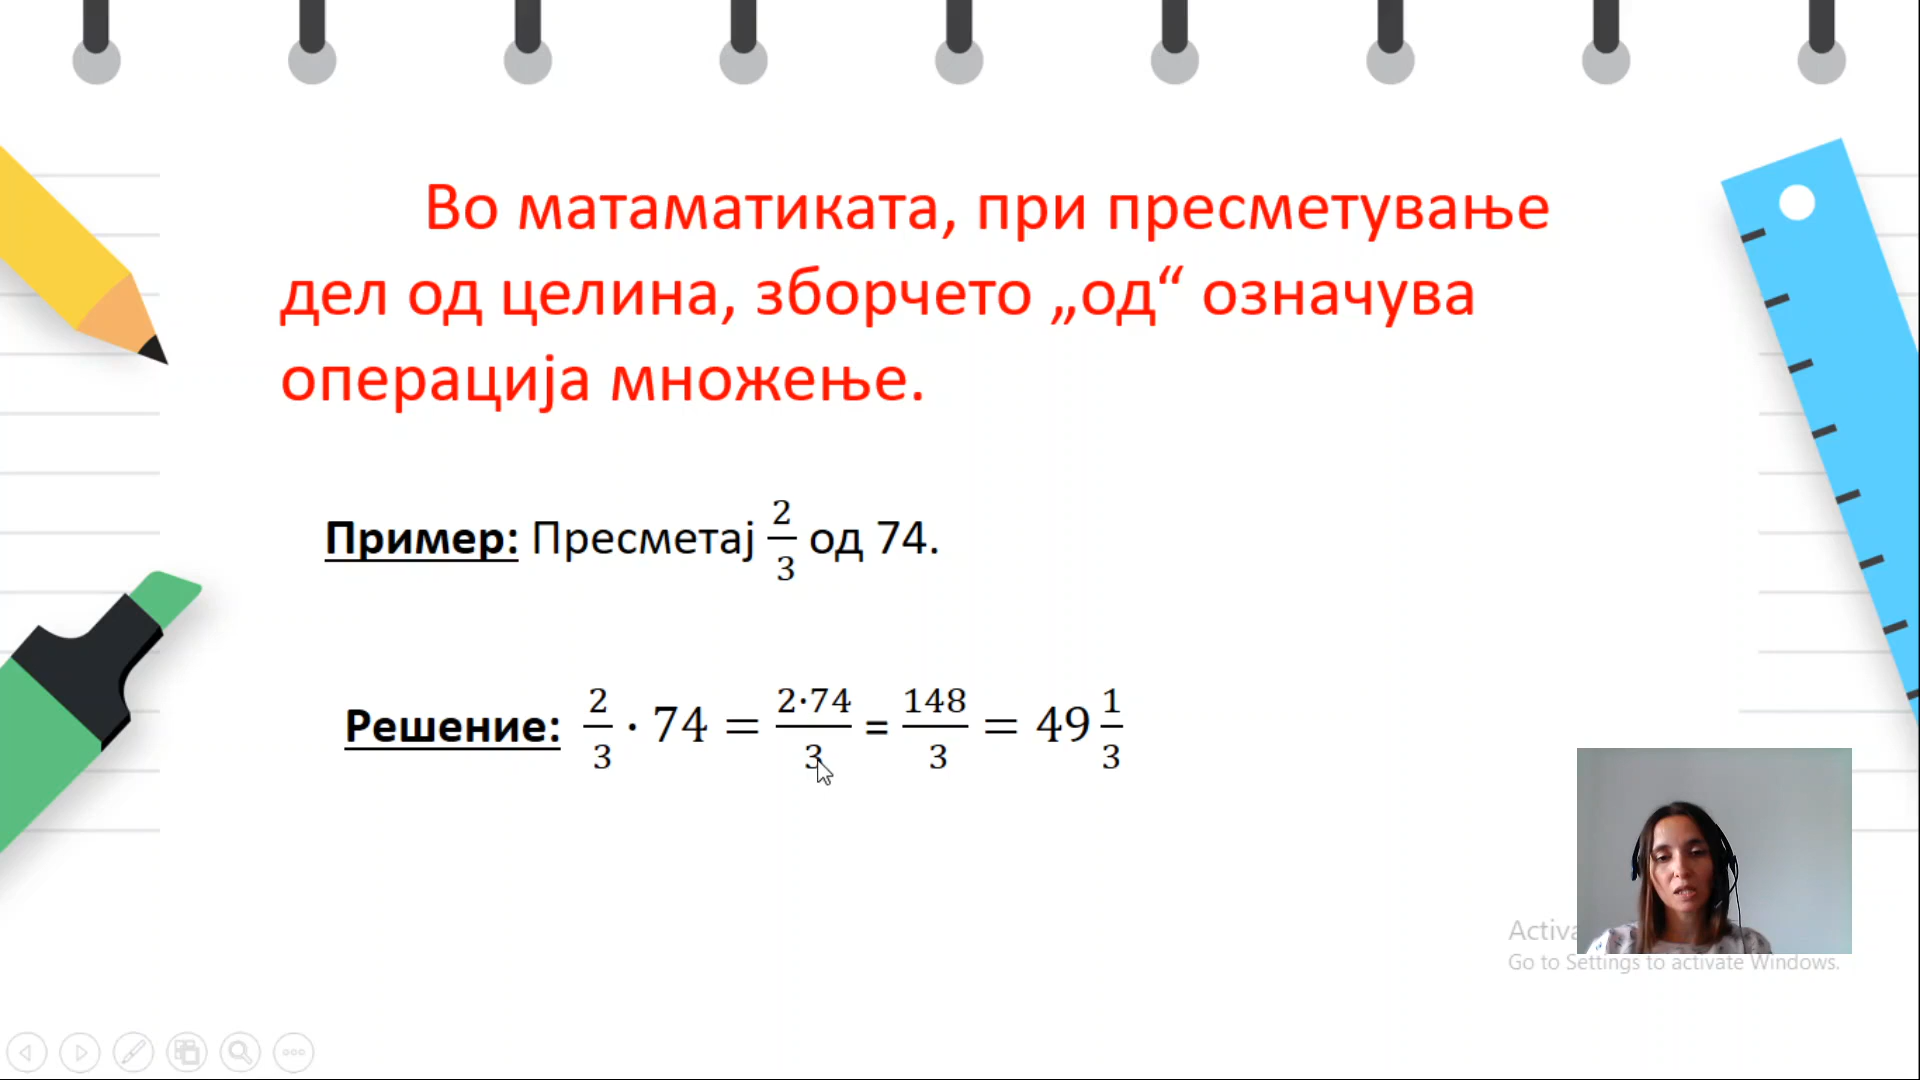 Во матаматиката, при пресметување
дел од целина, зборчето „од“ означува
операција множење.
Пример: Пресметај 2/3 од 74.
Решение: 2/3 · 74 = 2·74/3 = 148/3 = 49 1/3
Go to Settings to activate Windows.